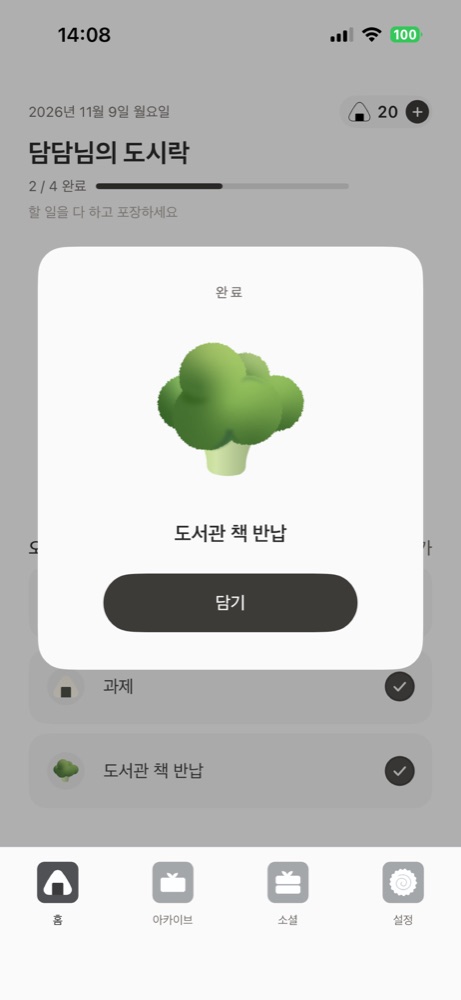 14:08
100
2026년 11월 9일 월요일
20
담담님의 도시락
2 / 4 완료
할 일을 다 하고 포장하세요
완료
도서관 책 반납
담기
과제
도서관 책 반납
홈
아카이브
소셜
설정